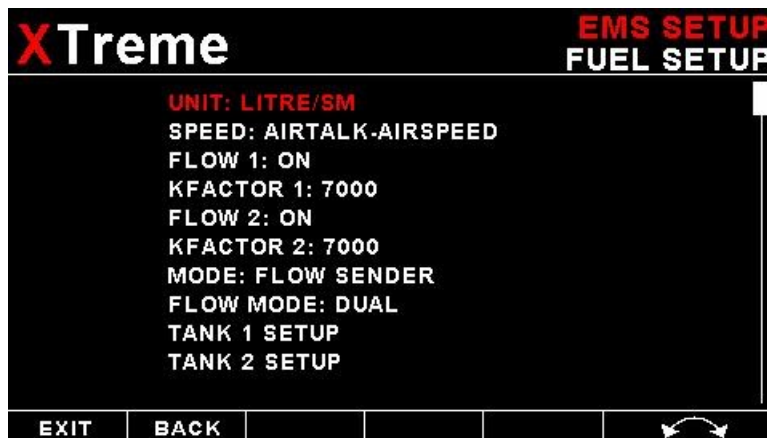 XTreme
EMS SETUP
FUEL SETUP
UNIT: LITRE/SM
SPEED: AIRTALK-AIRSPEED
FLOW 1: ON
KFACTOR 1: 7000
FLOW 2: ON
KFACTOR 2: 7000
MODE: FLOW SENDER
FLOW MODE: DUAL
TANK 1 SETUP
TANK 2 SETUP
EXIT BACK